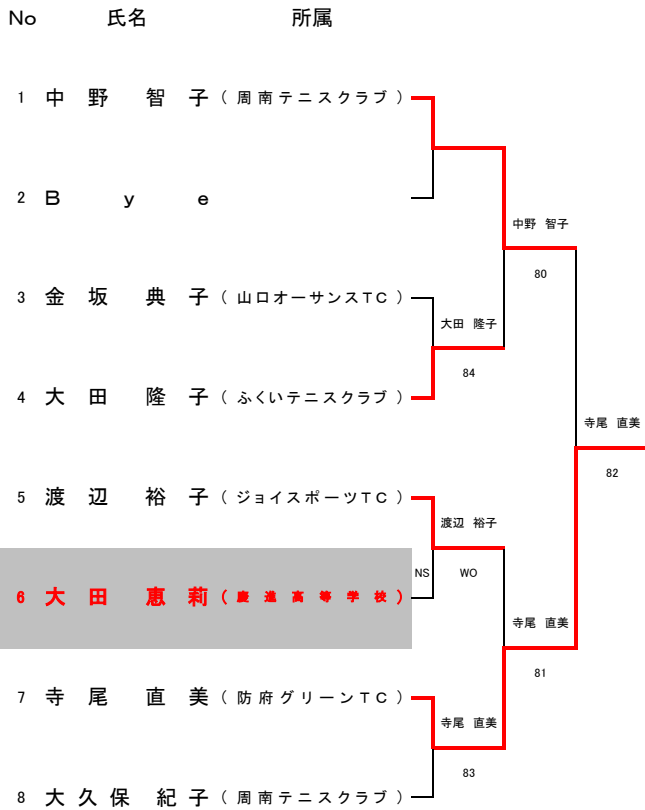 No 氏名 所属
1 中野 智子 (周南テニスクラブ)
2 Bye
中野 智子
80
3 金坂 典子 (山口オーサンスTC)
大田 隆子
84
4 大田 隆子 (ふくいテニスクラブ)
寺尾 直美
82
5 渡辺 裕子 (ジョイスポーツTC)
渡辺 裕子
NS WO
6 大田 恵莉 (慶進高等学校)
寺尾 直美
81
7 寺尾 直美 (防府グリーンTC)
寺尾 直美
83
8 大久保 紀子 (周南テニスクラブ)